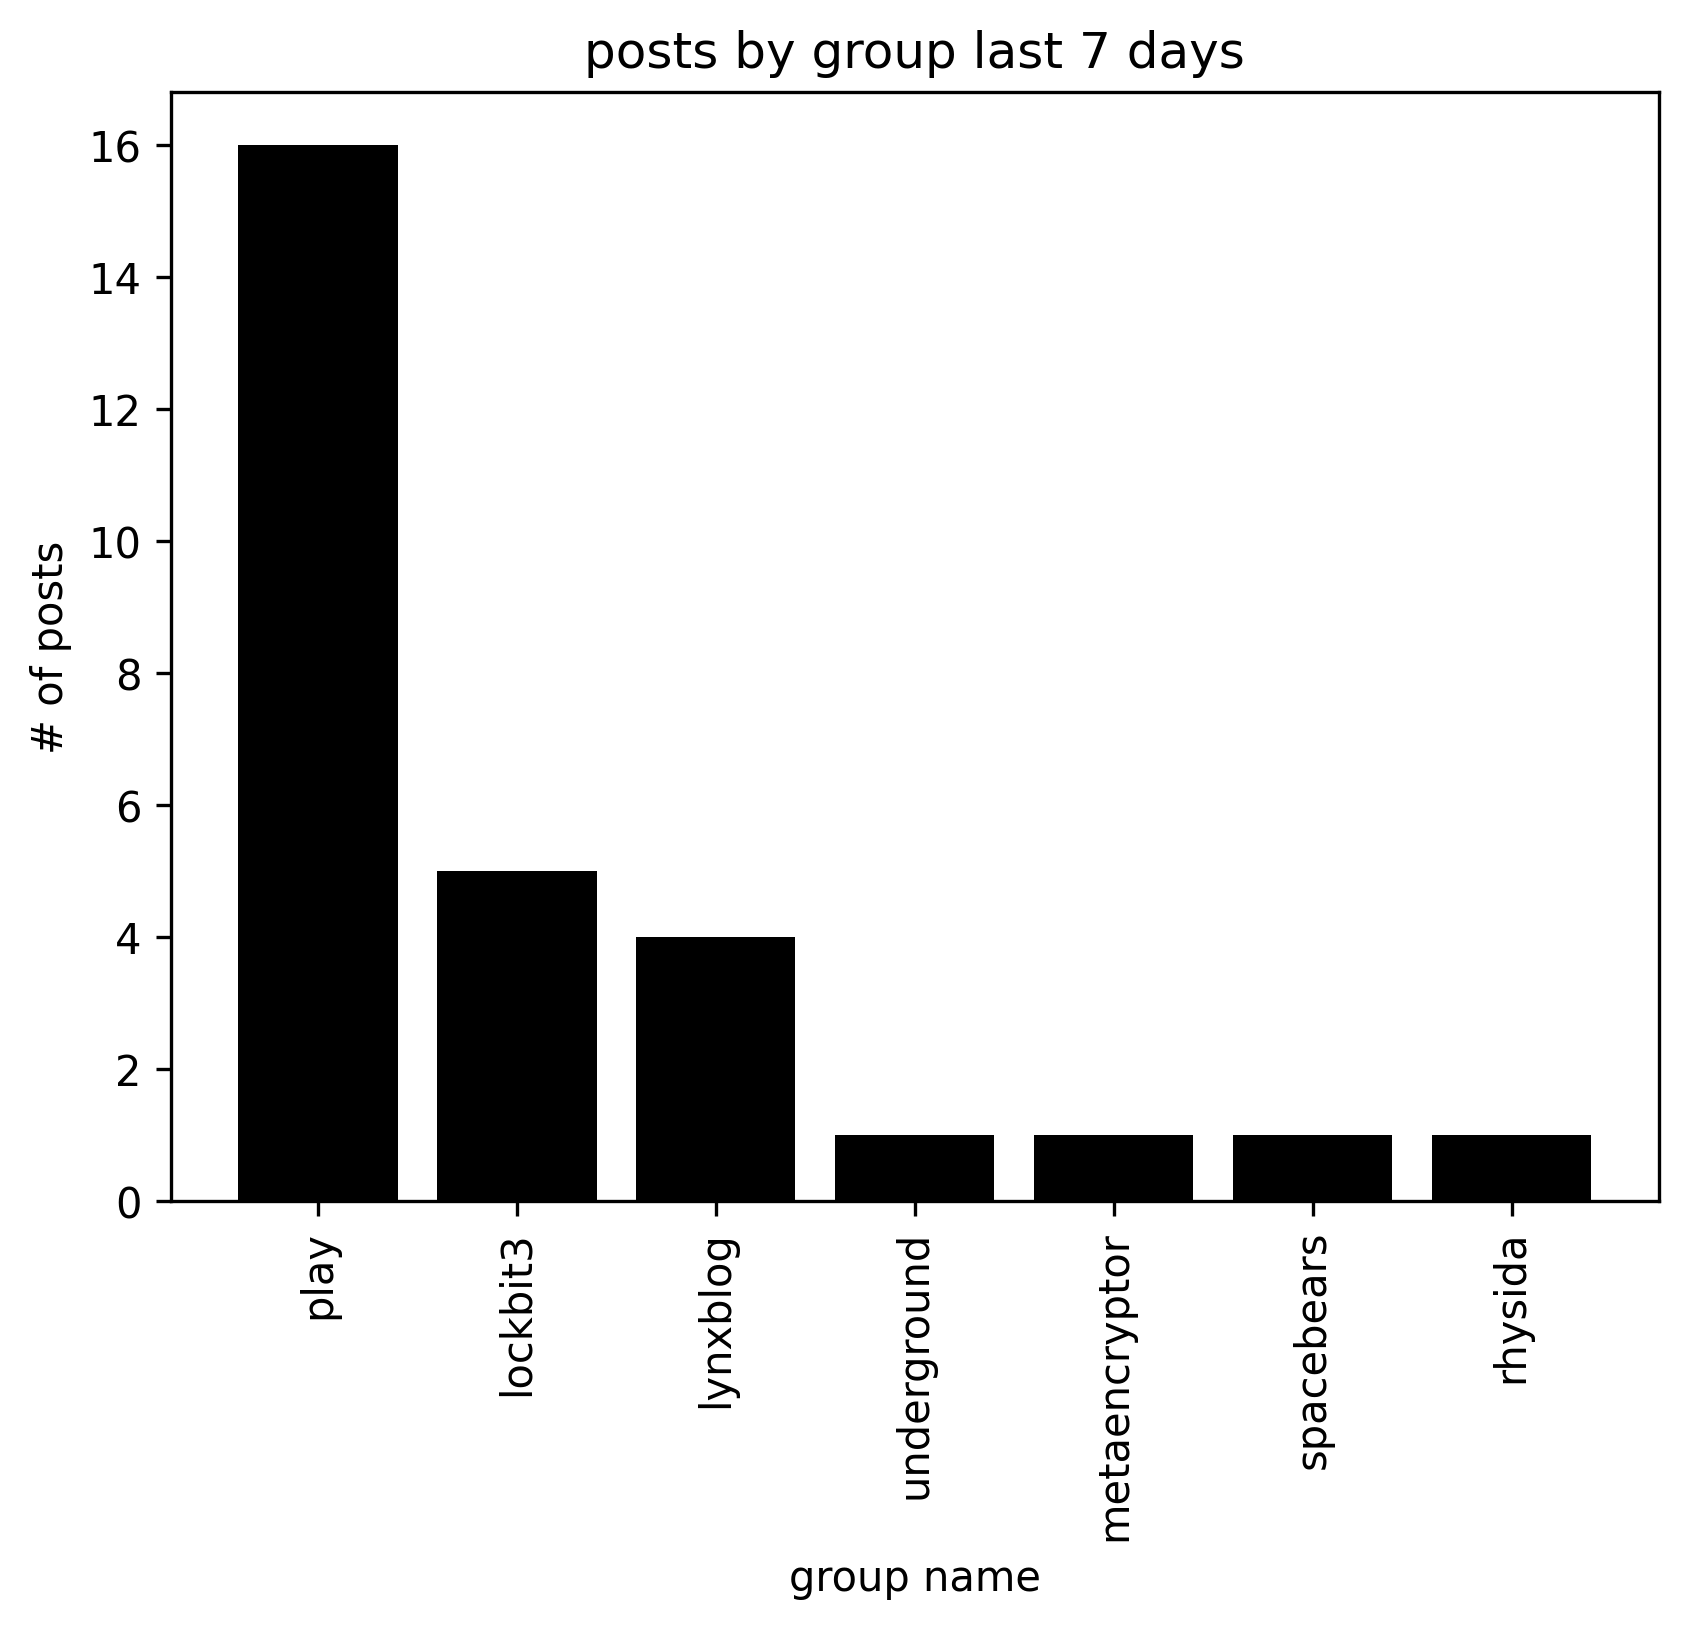 posts by group last 7 days
16
14
12
10
8
6
4
2
0
# of posts
play
lockbit3
lynxblog
underground
metaencryptor
spacebears
rhysida
group name